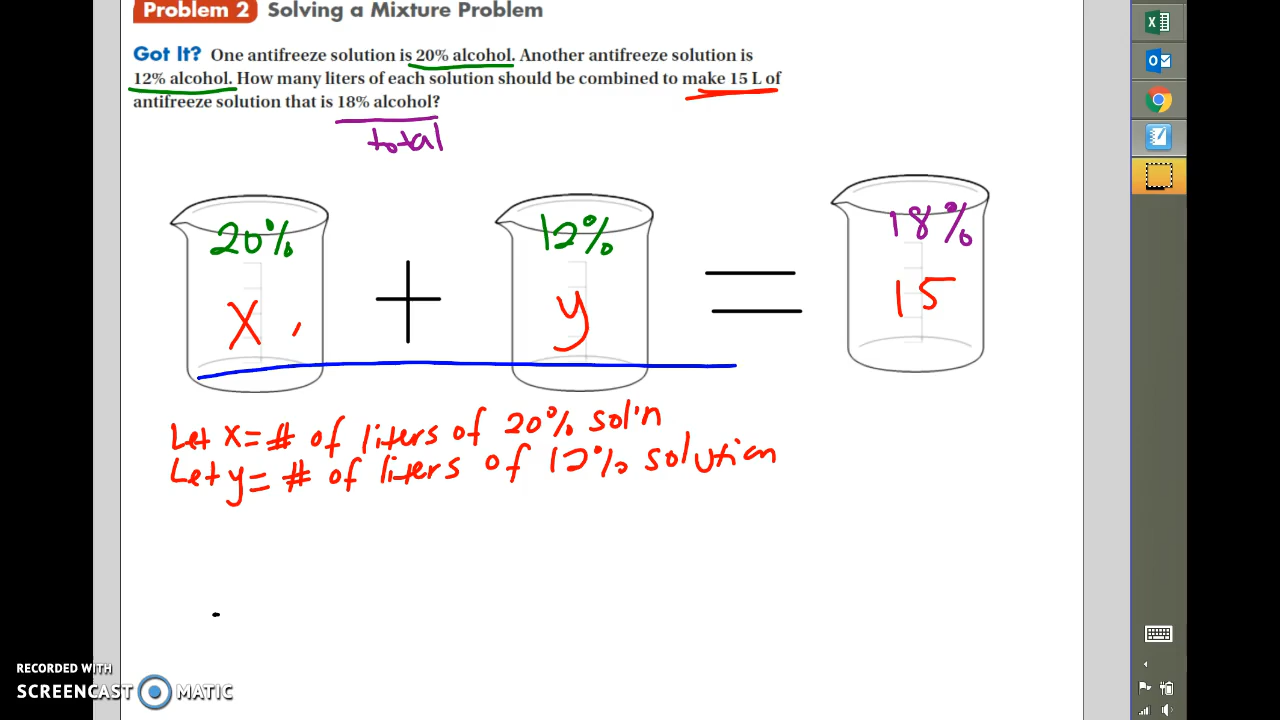 Problem 2 Solving a Mixture Problem
Got It? One antifreeze solution is 20% alcohol. Another antifreeze solution is
12% alcohol. How many liters of each solution should be combined to make 15 L of
antifreeze solution that is 18% alcohol?
total
20% 12% 18%
x y 15
Let x = # of liters of 20% sol'n
Let y = # of liters of 12% solution
RECORDED WITH
SCREENCAST MATIC